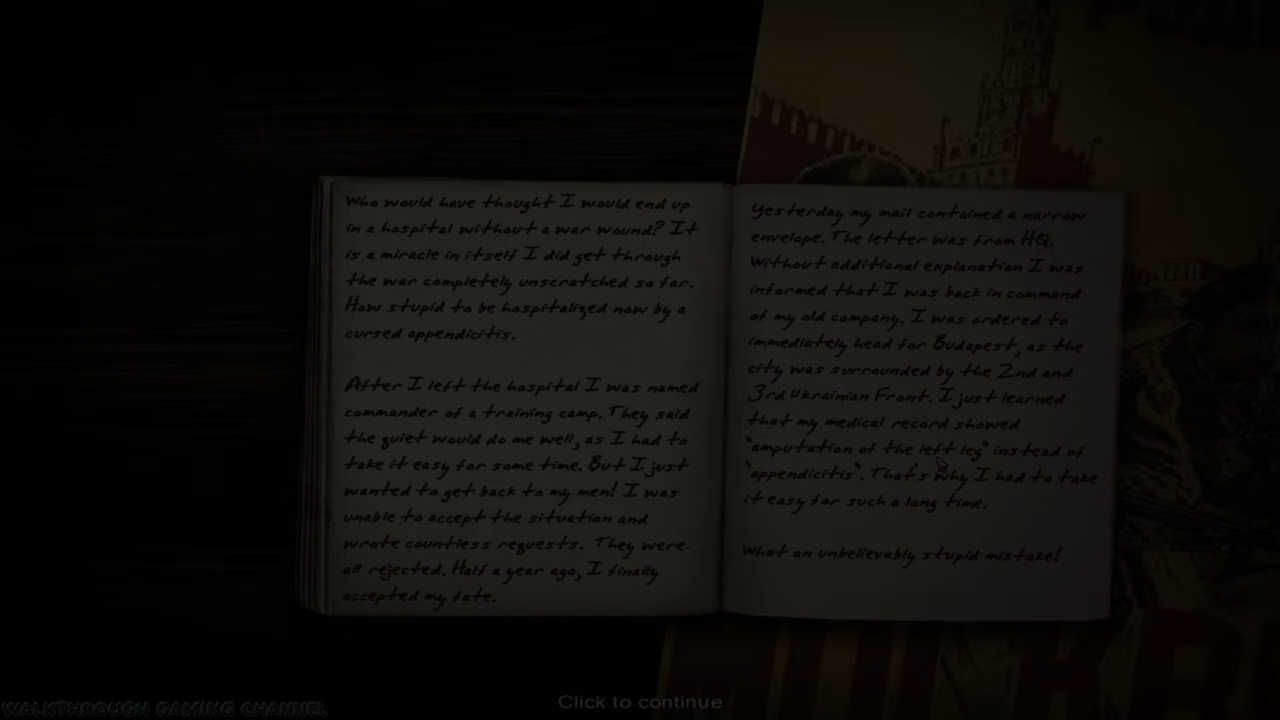 Who would have thought I would end up
in a hospital without a war wound? It
is a miracle in itself I did get through
the war completely unscratched so far.
How stupid to be hospitalized now by a
cursed appendicitis.
After I left the hospital I was named
commander of a training camp. They said
the quiet would do me well, as I had to
take it easy for some time. But I just
wanted to get back to my men! I was
unable to accept the situation and
wrote countless requests. They were
all rejected. Half a year ago, I finally
accepted my fate.
Yesterday my mail contained a narrow
envelope. The letter was from HQ.
Without additional explanation I was
informed that I was back in command
of my old company. I was ordered to
immediately head for Budapest, as the
city was surrounded by the 2nd and
3rd Ukrainian Front. I just learned
that my medical record showed
"amputation of the left leg" instead of
"appendicitis". That's why I had to take
it easy for such a long time.
What an unbelievably stupid mistake!
Click to continue
WALKTHROUGH GAMING CHANNEL